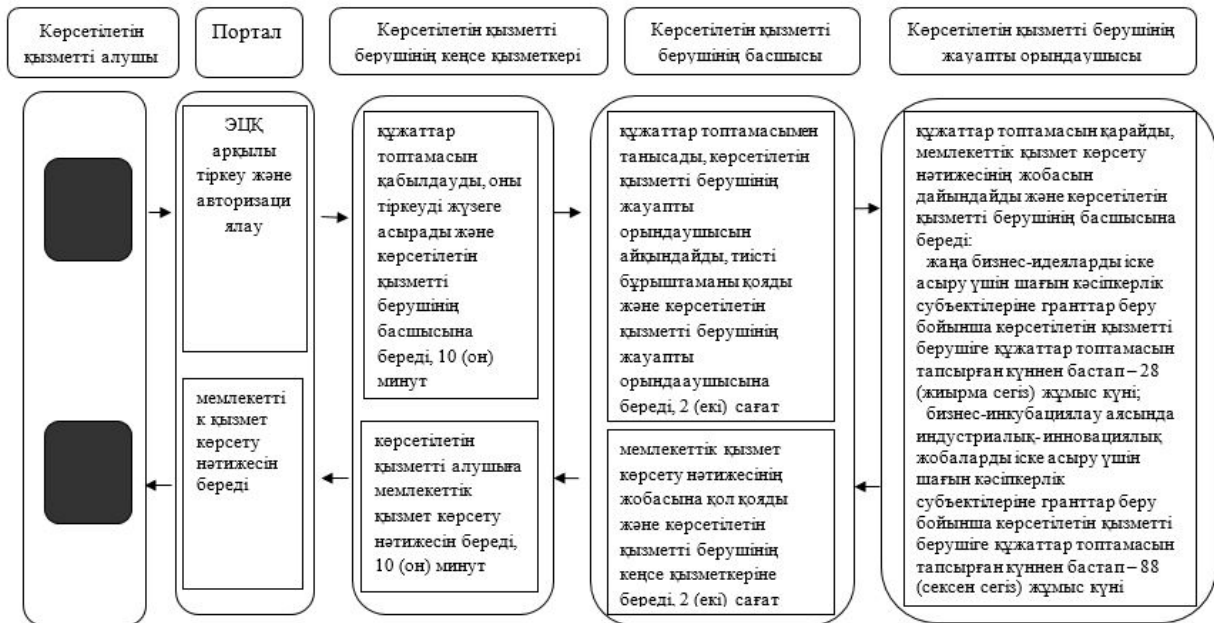 Көрсетілетін
қызметті алушы
Портал
Көрсетілетін қызметті
берушінің кеңсе қызметкері
Көрсетілетін қызметті
берушінің басшысы
Көрсетілетін қызметті берушінің
жауапты орындаушысы
ЭЦҚ
арқылы
тіркеу және
авторизаци
ялау
құжаттар
топтамасын
қабылдауды, оны
тіркеуді жүзеге
асырады және
көрсетілетін
қызметті
берушінің
басшысына
береді, 10 (он)
минут
құжаттар топтамасымен
танысады, көрсетілетін
қызметті берушінің
жауапты
орындаушысын
айқындайды, тиісті
бұрыштаманы қояды
және көрсетілетін
қызметті берушінің
жауапты
орындааушысына
береді, 2 (екі) сағат
құжаттар топтамасын қарайды,
мемлекеттік қызмет көрсету
нәтижесінің жобасын
дайындайды және көрсетілетін
қызметті берушінің басшысына
береді:
жаңа бизнес-идеяларды іске
асыру үшін шағын кәсіпкерлік
субъектілеріне гранттар беру
бойынша көрсетілетін қызметті
берушіге құжаттар топтамасын
тапсырған күннен бастап – 28
(жиырма сегіз) жұмыс күні;
бизнес-инкубациялау аясында
индустриалық-инновациялық
жобаларды іске асыру үшін
шағын кәсіпкерлік
субъектілеріне гранттар беру
бойынша көрсетілетін қызметті
берушіге құжаттар топтамасын
тапсырған күннен бастап – 88
(сексен сегіз) жұмыс күні
мемлекетті
к қызмет
көрсету
нәтижесін
береді
көрсетілетін
қызметті алушыға
мемлекеттік
қызмет көрсету
нәтижесін береді,
10 (он) минут
мемлекеттік қызмет
көрсету нәтижесінің
жобасына қол қояды
және көрсетілетін
қызметті берушінің
кеңсе қызметкеріне
береді, 2 (екі) сағат